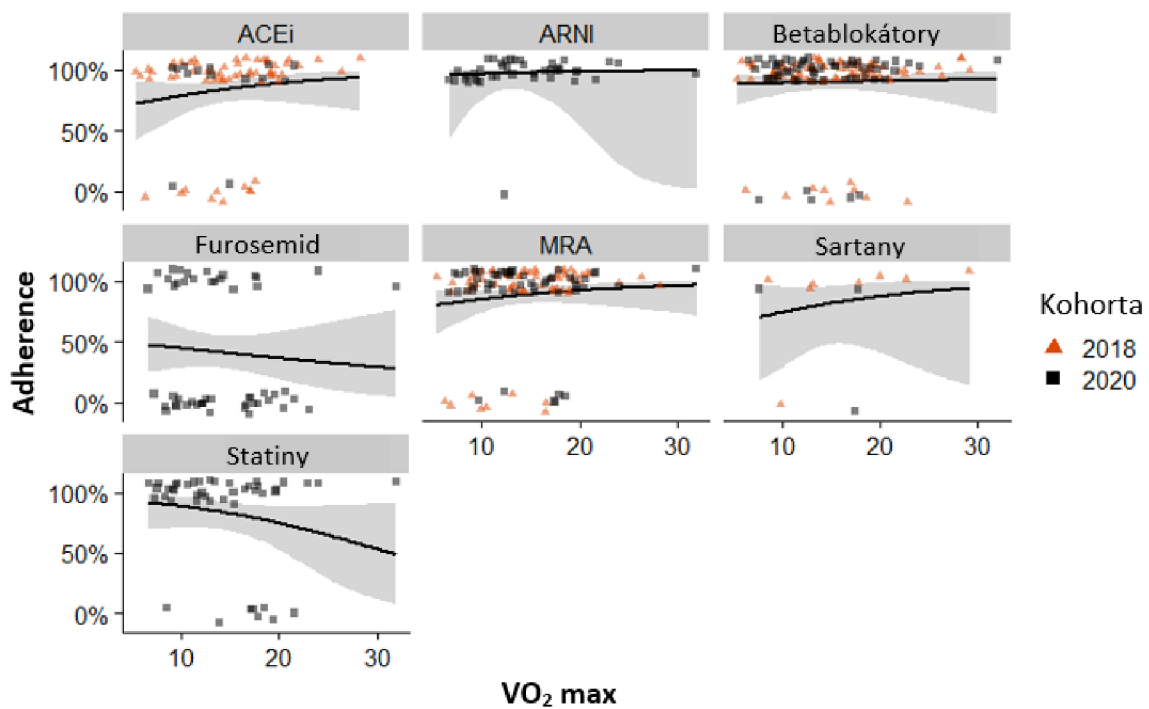 ACEi ARNI Betablokátory
100%
50%
0%
Furosemid MRA Sartany
100%
50%
0%
10 20 30 10 20 30
Statiny
100%
50%
0%
10 20 30
Adherence
VO₂ max
Kohorta
2018
2020